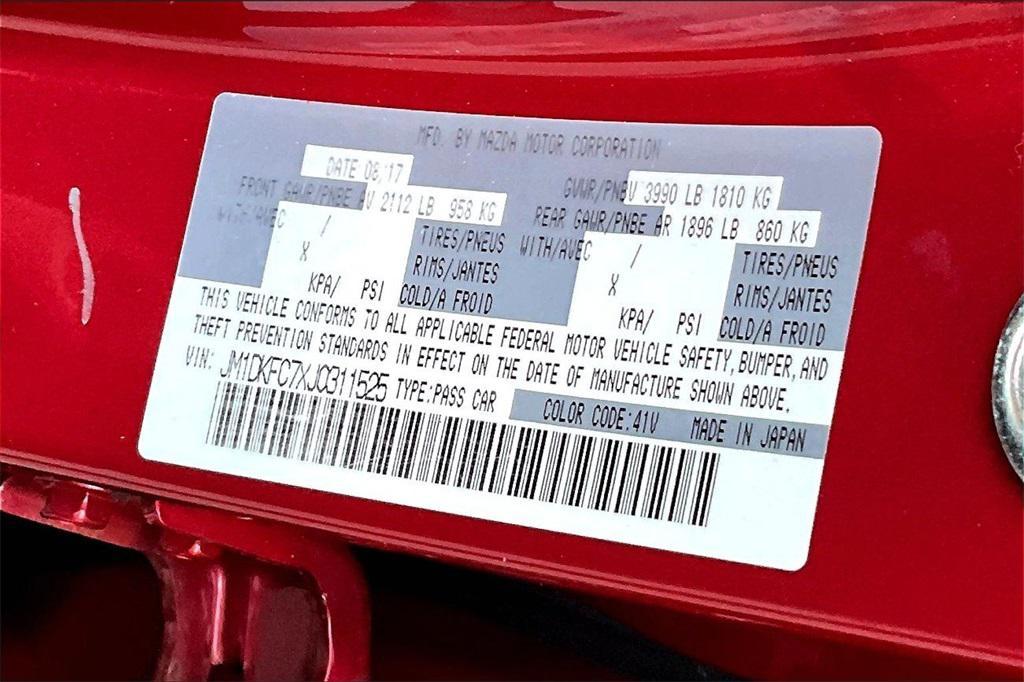 MFD. BY MAZDA MOTOR CORPORATION
DATE 08/17 GVWR/PNBV 3990 LB 1810 KG
FRONT GAWR/PNBE AV 2112 LB 958 KG REAR GAWR/PNBE AR 1896 LB 860 KG
WITH/AVEC / TIRES/PNEUS WITH/AVEC / TIRES/PNEUS
X RIMS/JANTES X RIMS/JANTES
KPA/ PSI COLD/A FROID KPA/ PSI COLD/A FROID
THIS VEHICLE CONFORMS TO ALL APPLICABLE FEDERAL MOTOR VEHICLE SAFETY, BUMPER, AND
THEFT PREVENTION STANDARDS IN EFFECT ON THE DATE OF MANUFACTURE SHOWN ABOVE.
VIN: JM1DKFC7XJ0311525 TYPE:PASS CAR
COLOR CODE:41V MADE IN JAPAN